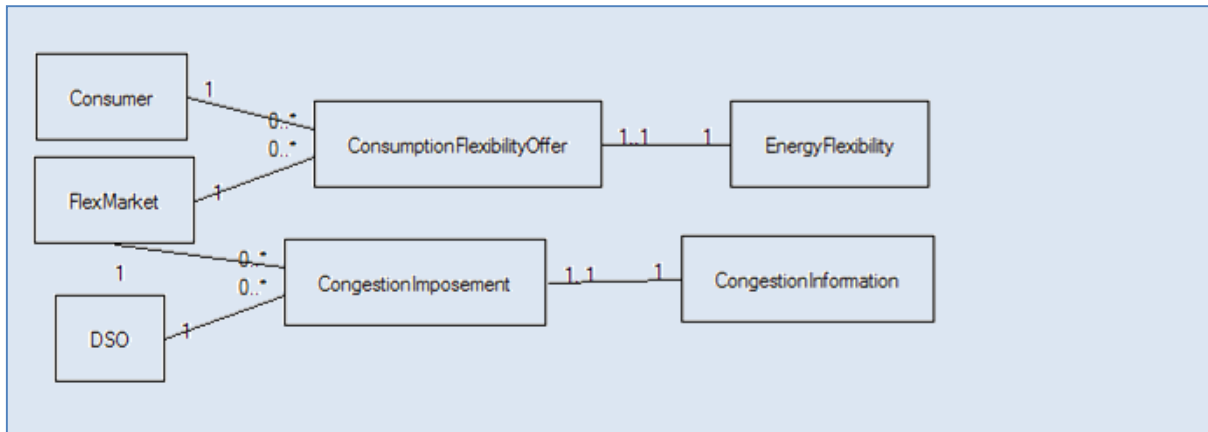 Consumer
1
0..*
ConsumptionFlexibilityOffer
1..1
1
EnergyFlexibility
0..*
FlexMarket
1
0..*
1
CongestionImposement
1..1
1
CongestionInformation
0..*
DSO
1